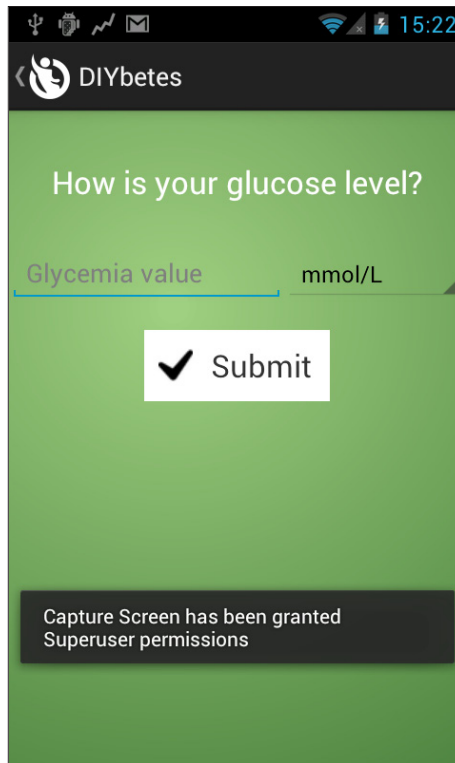 15:22
DIYbetes
How is your glucose level?
Glycemia value mmol/L
Submit
Capture Screen has been granted
Superuser permissions